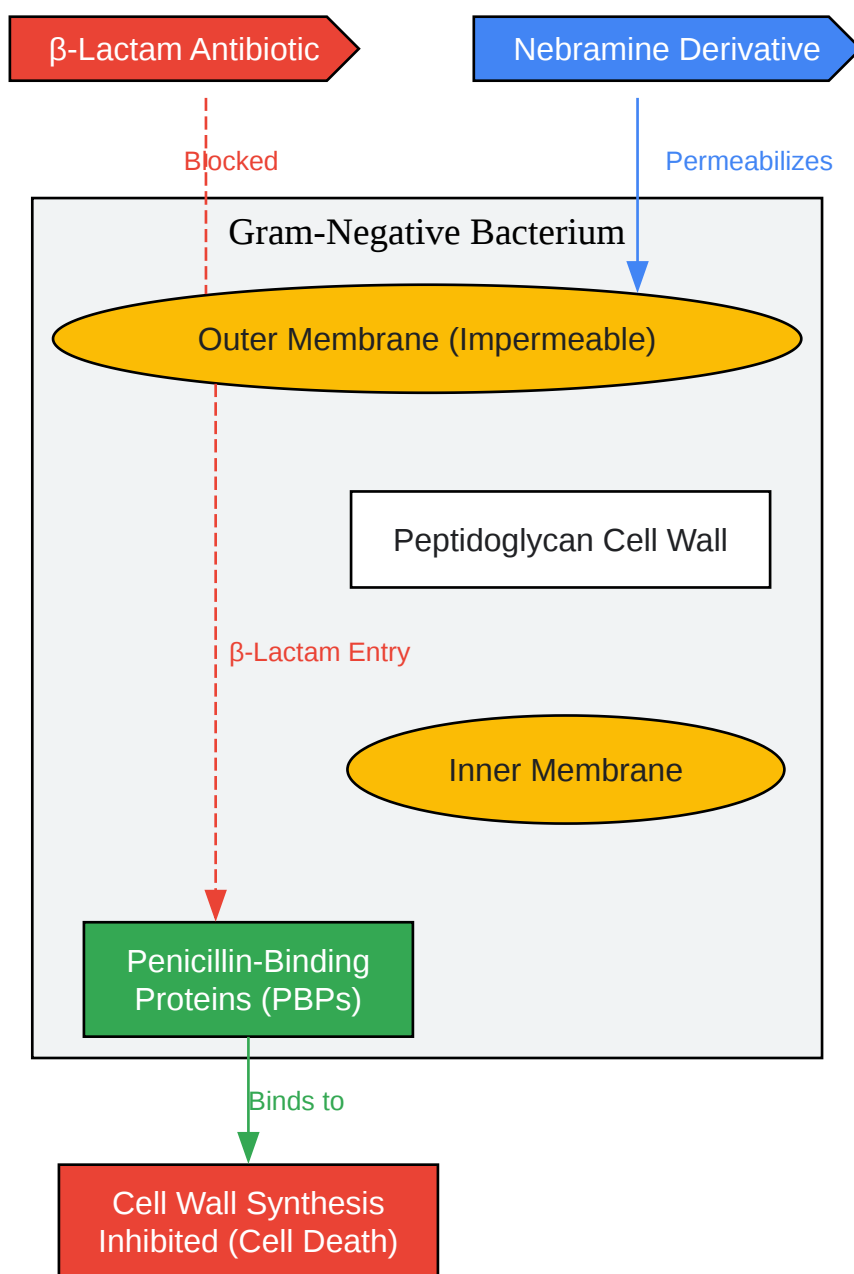 β-Lactam Antibiotic
Nebramine Derivative
Blocked
Permeabilizes
Gram-Negative Bacterium
Outer Membrane (Impermeable)
Peptidoglycan Cell Wall
β-Lactam Entry
Inner Membrane
Penicillin-Binding
Proteins (PBPs)
Binds to
Cell Wall Synthesis
Inhibited (Cell Death)